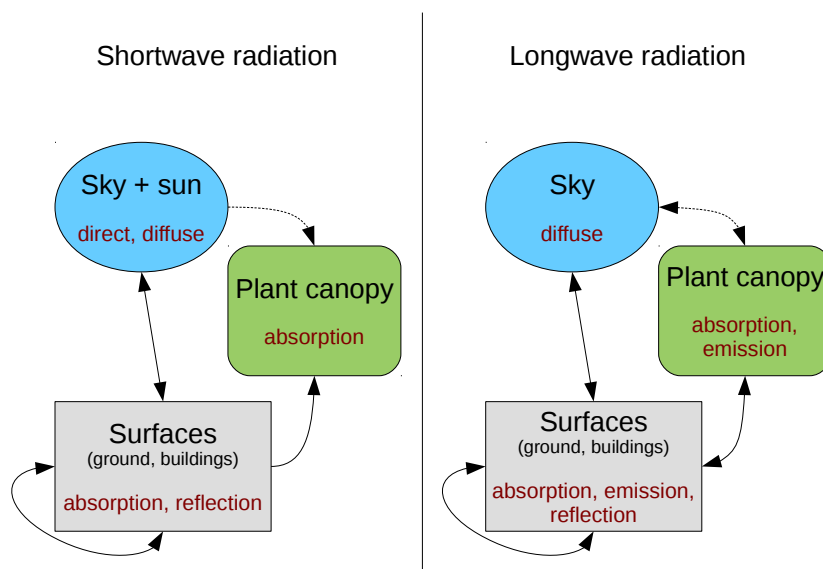 Shortwave radiation
Sky + sun
direct, diffuse
Plant canopy
absorption
Surfaces
(ground, buildings)
absorption, reflection
Longwave radiation
Sky
diffuse
Plant canopy
absorption,
emission
Surfaces
(ground, buildings)
absorption, emission,
reflection